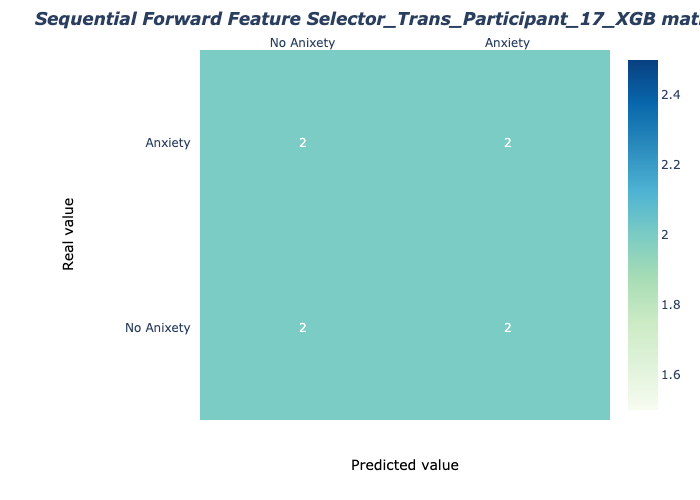 Sequential Forward Feature Selector_Trans_Participant_17_XGB
No Anixety Anxiety
2.4
Anxiety 2 2
2.2
Real value
2
1.8
No Anixety 2 2
1.6
Predicted value